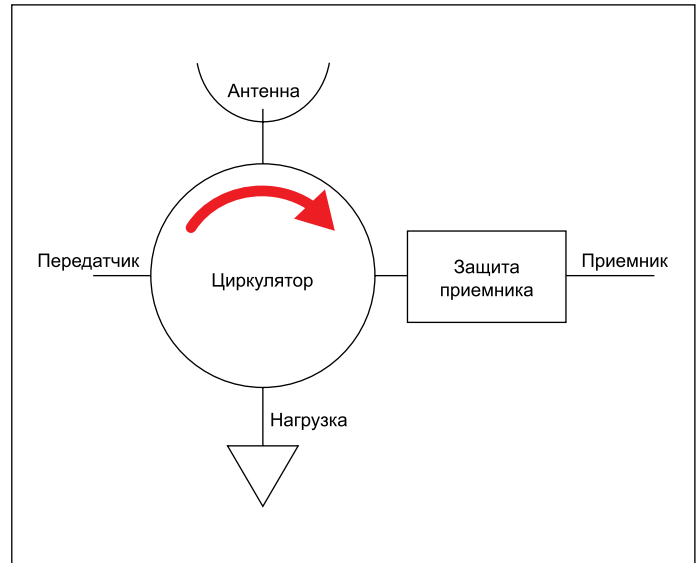 Антенна
Передатчик
Циркулятор
Защита
приемника
Приемник
Нагрузка